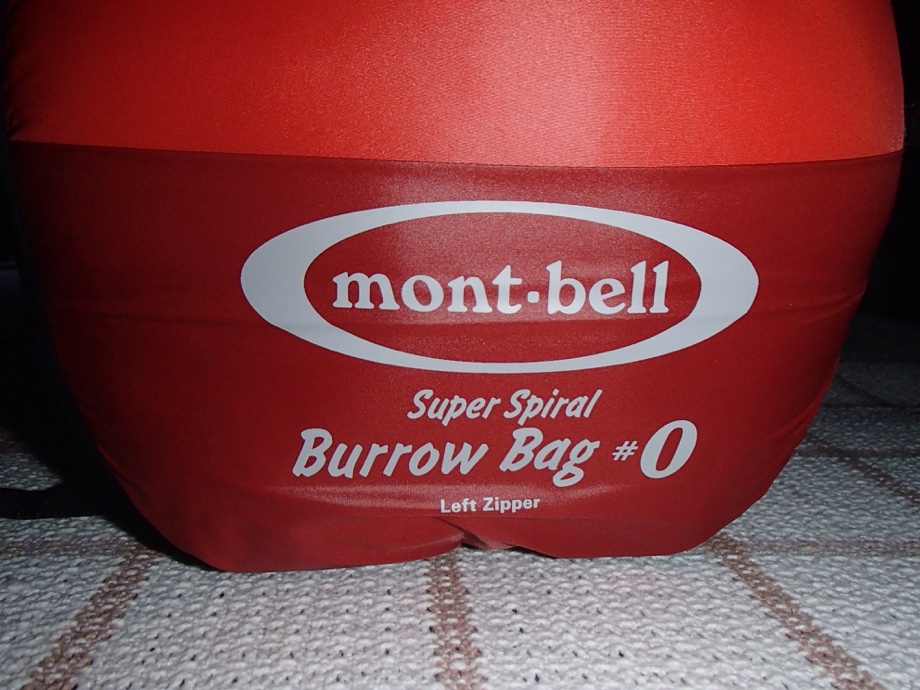 mont-bell
Super Spiral
Burrow Bag #0
Left Zipper